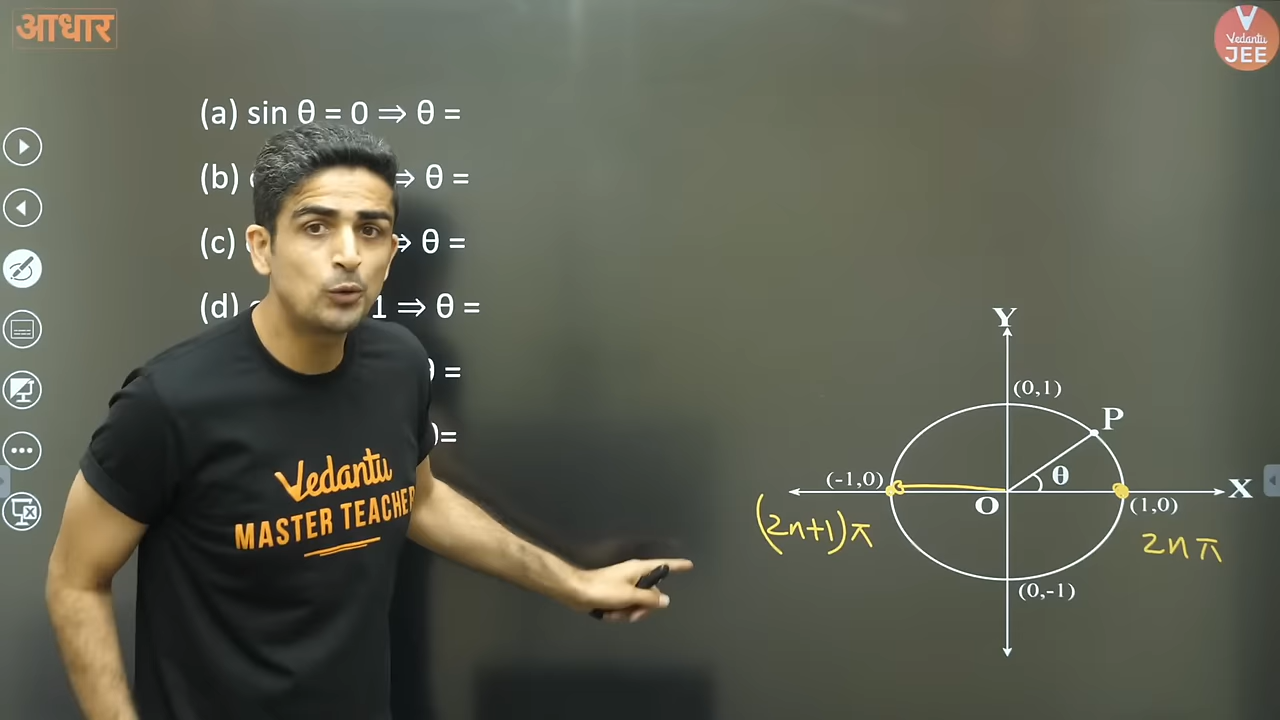 आधार
Vedantu
JEE
(a) sin θ = 0 ⇒ θ =
(b) ⇒ θ =
(c) ⇒ θ =
(d) 1 ⇒ θ =
=
=
Vedantu
MASTER TEACHER
Y
(0,1)
P
(-1,0)
θ
X
O
(1,0)
(2n+1)π
2nπ
(0,-1)